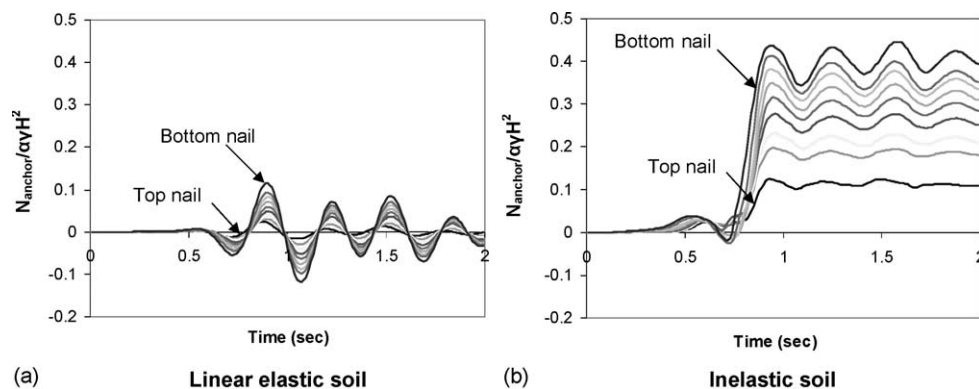 0.5
0.4
0.3
0.2
0.1
0
-0.1
-0.2
N_anchor/αγH²
Bottom nail
Top nail
0
0.5
1
1.5
2
Time (sec)
(a) Linear elastic soil
0.5
0.4
0.3
0.2
0.1
0
-0.1
-0.2
N_anchor/αγH²
Bottom nail
Top nail
0
0.5
1
1.5
2
Time (sec)
(b) Inelastic soil